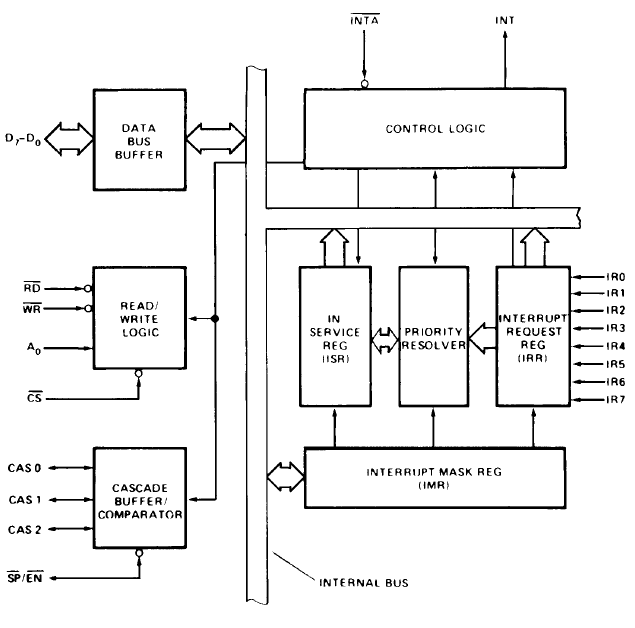 INTA
INT
DATA
BUS
BUFFER
D7-D0
CONTROL LOGIC
RD
WR
A0
CS
READ/
WRITE
LOGIC
IN
SERVICE
REG
(ISR)
PRIORITY
RESOLVER
INTERRUPT
REQUEST
REG
(IRR)
IR0
IR1
IR2
IR3
IR4
IR5
IR6
IR7
CAS 0
CAS 1
CAS 2
SP/EN
CASCADE
BUFFER/
COMPARATOR
INTERRUPT MASK REG
(IMR)
INTERNAL BUS